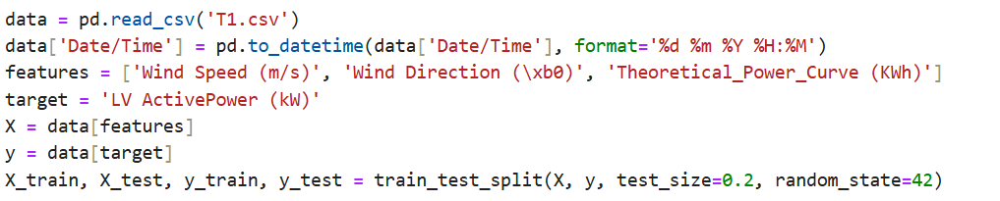 data = pd.read_csv('T1.csv')
data['Date/Time'] = pd.to_datetime(data['Date/Time'], format='%d %m %Y %H:%M')
features = ['Wind Speed (m/s)', 'Wind Direction (\xb0)', 'Theoretical_Power_Curve (KWh)']
target = 'LV ActivePower (kW)'
X = data[features]
y = data[target]
X_train, X_test, y_train, y_test = train_test_split(X, y, test_size=0.2, random_state=42)